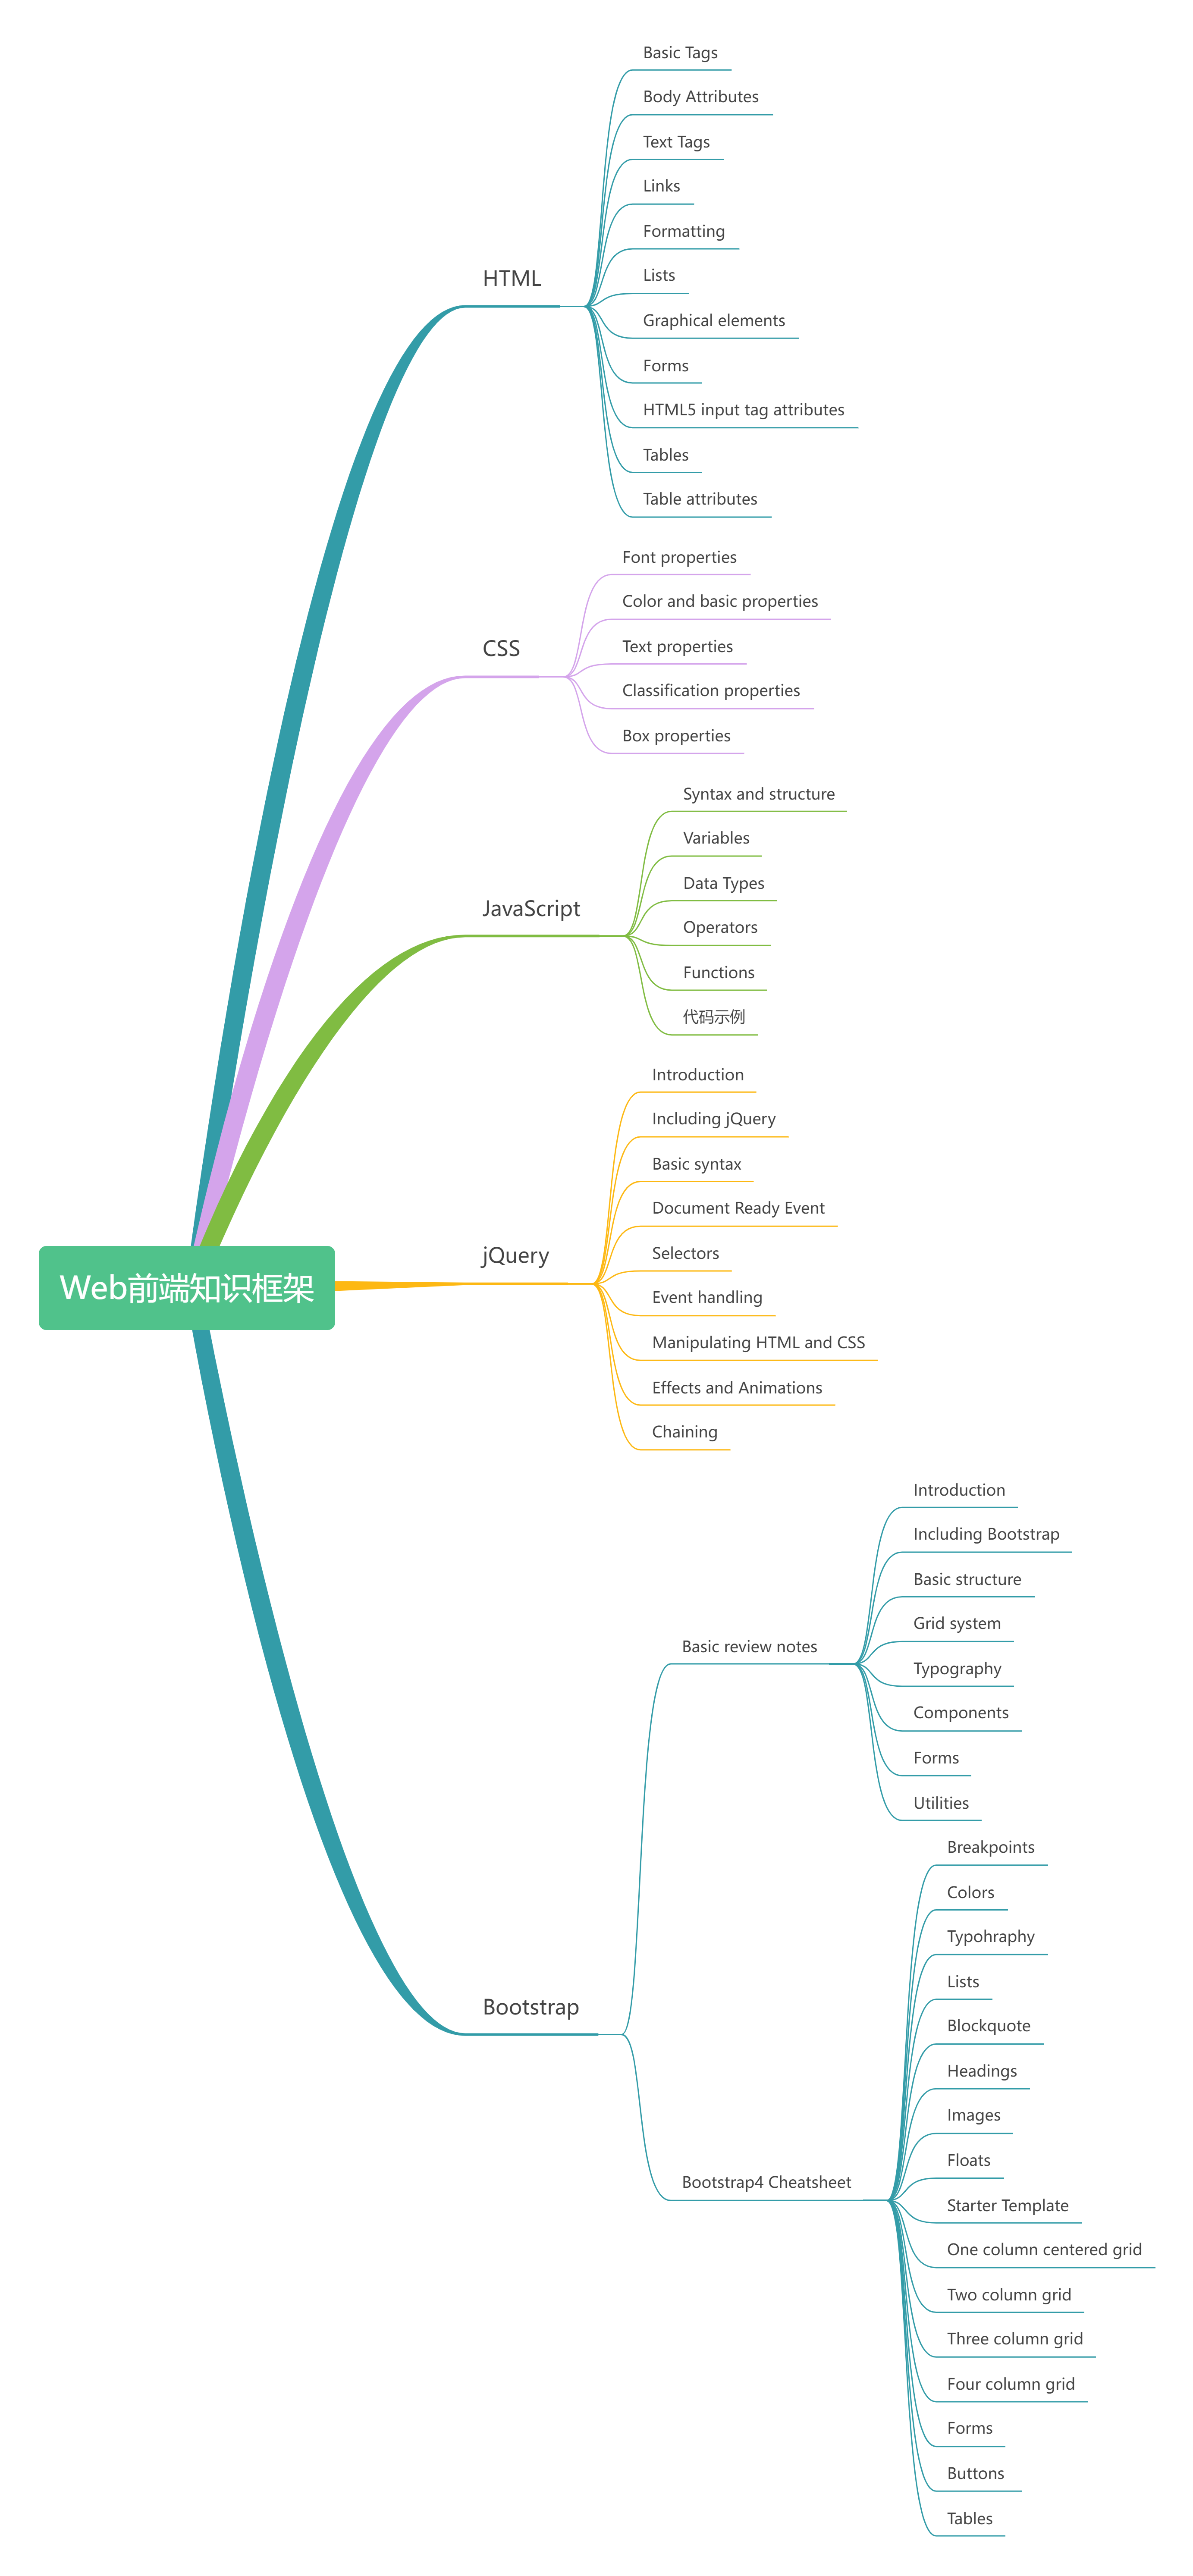 Web前端知识框架
HTML
Basic Tags
Body Attributes
Text Tags
Links
Formatting
Lists
Graphical elements
Forms
HTML5 input tag attributes
Tables
Table attributes
CSS
Font properties
Color and basic properties
Text properties
Classification properties
Box properties
JavaScript
Syntax and structure
Variables
Data Types
Operators
Functions
代码示例
jQuery
Introduction
Including jQuery
Basic syntax
Document Ready Event
Selectors
Event handling
Manipulating HTML and CSS
Effects and Animations
Chaining
Bootstrap
Basic review notes
Introduction
Including Bootstrap
Basic structure
Grid system
Typography
Components
Forms
Utilities
Bootstrap4 Cheatsheet
Breakpoints
Colors
Typohraphy
Lists
Blockquote
Headings
Images
Floats
Starter Template
One column centered grid
Two column grid
Three column grid
Four column grid
Forms
Buttons
Tables